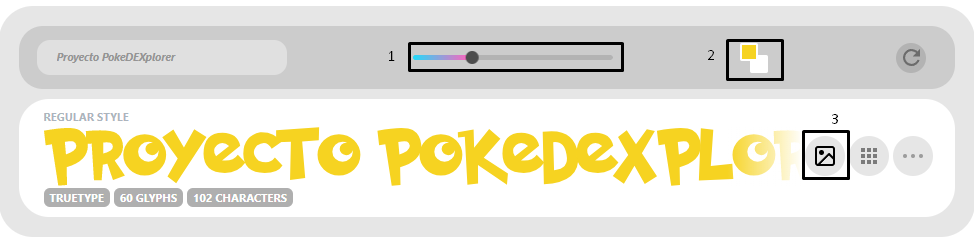 Proyecto PokeDEXplorer
1
2
REGULAR STYLE
3
PROYECTO POKEDEXPLOR
TRUETYPE 60 GLYPHS 102 CHARACTERS